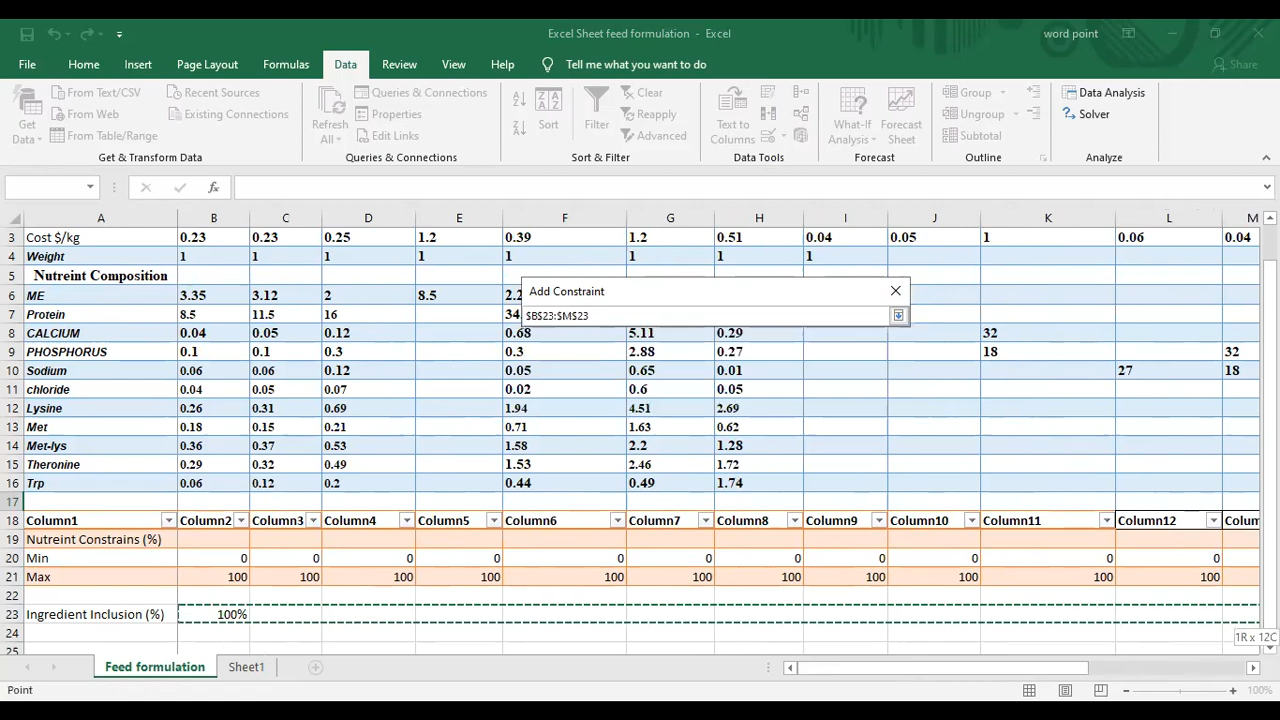 Excel Sheet feed formulation - Excel
word point
File Home Insert Page Layout Formulas Data Review View Help Tell me what you want to do Share
Get Data
From Text/CSV
From Web
From Table/Range
Recent Sources
Existing Connections
Get & Transform Data
Refresh All
Queries & Connections
Properties
Edit Links
Queries & Connections
Sort
Filter
Clear
Reapply
Advanced
Sort & Filter
Text to Columns
Data Tools
What-If Analysis
Forecast Sheet
Forecast
Group
Ungroup
Subtotal
Outline
Data Analysis
Solver
Analyze
fx
A B C D E F G H I J K L M
3 Cost $/kg 0.23 0.23 0.25 1.2 0.39 1.2 0.51 0.04 0.05 1 0.06 0.04
4 Weight 1 1 1 1 1 1 1 1
5 Nutreint Composition
Add Constraint
$B$23:$M$23
6 ME 3.35 3.12 2 8.5
7 Protein 8.5 11.5 16
8 CALCIUM 0.04 0.05 0.12 0.68 5.11 0.29 32
9 PHOSPHORUS 0.1 0.1 0.3 0.3 2.88 0.27 18 32
10 Sodium 0.06 0.06 0.12 0.05 0.65 0.01 27 18
11 chloride 0.04 0.05 0.07 0.02 0.6 0.05
12 Lysine 0.26 0.31 0.69 1.94 4.51 2.69
13 Met 0.18 0.15 0.21 0.71 1.63 0.62
14 Met-lys 0.36 0.37 0.53 1.58 2.2 1.28
15 Theronine 0.29 0.32 0.49 1.53 2.46 1.72
16 Trp 0.06 0.12 0.2 0.44 0.49 1.74
17
18 Column1 Column2 Column3 Column4 Column5 Column6 Column7 Column8 Column9 Column10 Column11 Column12 Colum
19 Nutreint Constrains (%)
20 Min 0 0 0 0 0 0 0 0 0 0 0
21 Max 100 100 100 100 100 100 100 100 100 100 100
22
23 Ingredient Inclusion (%) 100%
24
1R x 12C
25
Feed formulation Sheet1
Point
100%